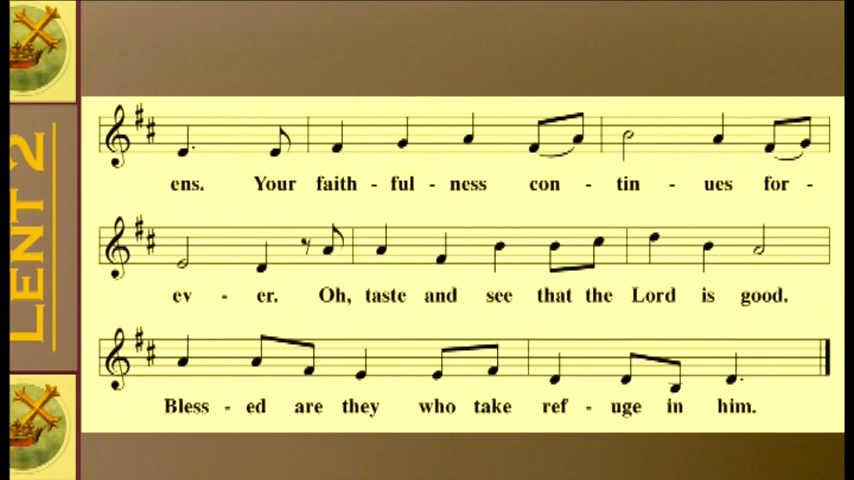 LENT 2
ens. Your faith - ful - ness con - tin - ues for -
ev - er. Oh, taste and see that the Lord is good.
Bless - ed are they who take ref - uge in him.